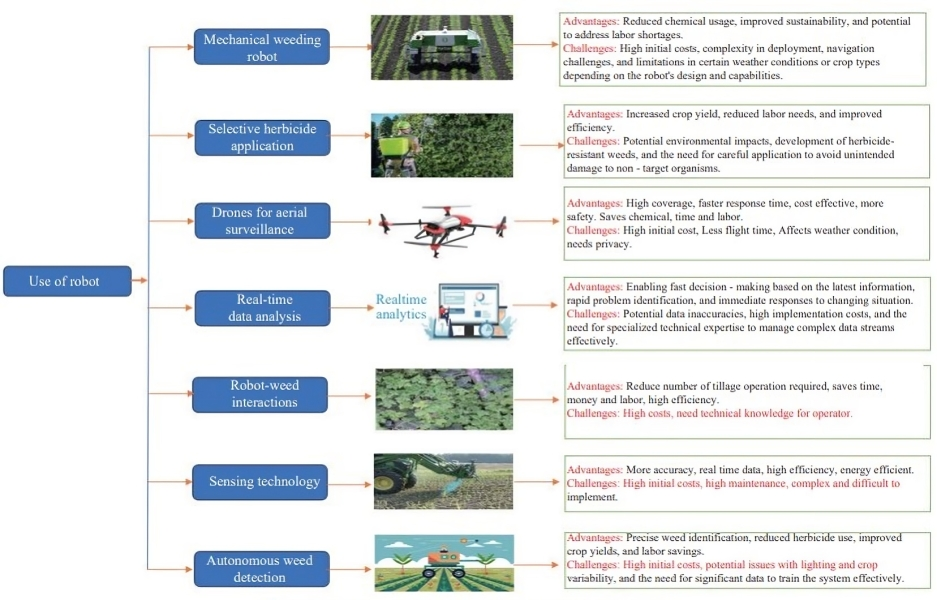 Use of robot
Mechanical weeding
robot
Advantages: Reduced chemical usage, improved sustainability, and potential
to address labor shortages.
Challenges: High initial costs, complexity in deployment, navigation
challenges, and limitations in certain weather conditions or crop types
depending on the robot's design and capabilities.
Selective herbicide
application
Advantages: Increased crop yield, reduced labor needs, and improved
efficiency.
Challenges: Potential environmental impacts, development of herbicide-
resistant weeds, and the need for careful application to avoid unintended
damage to non - target organisms.
Drones for aerial
surveillance
Advantages: High coverage, faster response time, cost effective, more
safety. Saves chemical, time and labor.
Challenges: High initial cost, Less flight time, Affects weather condition,
needs privacy.
Real-time
data analysis
Realtime
analytics
Advantages: Enabling fast decision - making based on the latest information,
rapid problem identification, and immediate responses to changing situation.
Challenges: Potential data inaccuracies, high implementation costs, and the
need for specialized technical expertise to manage complex data streams
effectively.
Robot-weed
interactions
Advantages: Reduce number of tillage operation required, saves time,
money and labor, high efficiency.
Challenges: High costs, need technical knowledge for operator.
Sensing technology
Advantages: More accuracy, real time data, high efficiency, energy efficient.
Challenges: High initial costs, high maintenance, complex and difficult to
implement.
Autonomous weed
detection
Advantages: Precise weed identification, reduced herbicide use, improved
crop yields, and labor savings.
Challenges: High initial costs, potential issues with lighting and crop
variability, and the need for significant data to train the system effectively.